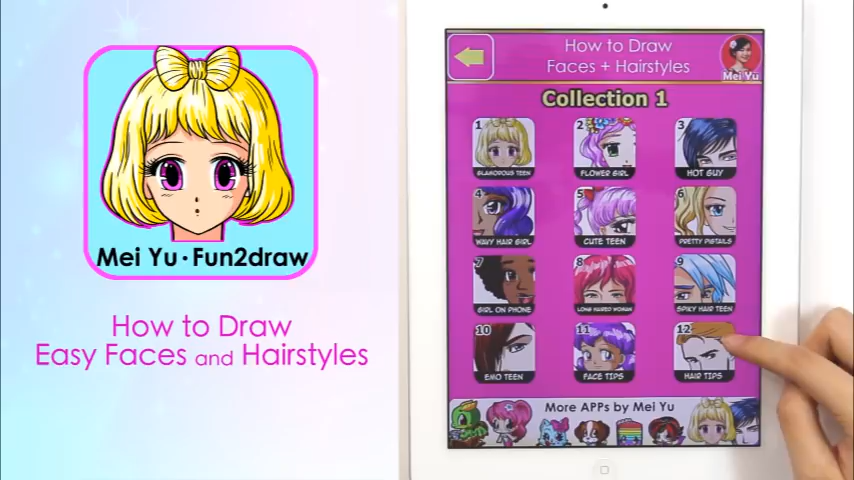 Mei Yu·Fun2draw
How to Draw
Easy Faces and Hairstyles
How to Draw
Faces + Hairstyles
Mei Yu
Collection 1
1
GLAMOROUS TEEN
2
FLOWER GIRL
3
HOT GUY
4
WAVY HAIR GIRL
5
CUTE TEEN
6
PRETTY PIGTAILS
7
GIRL ON PHONE
8
LONG HAIRED WOMAN
9
SPIKY HAIR TEEN
10
EMO TEEN
11
FACE TIPS
12
HAIR TIPS
More APPs by Mei Yu